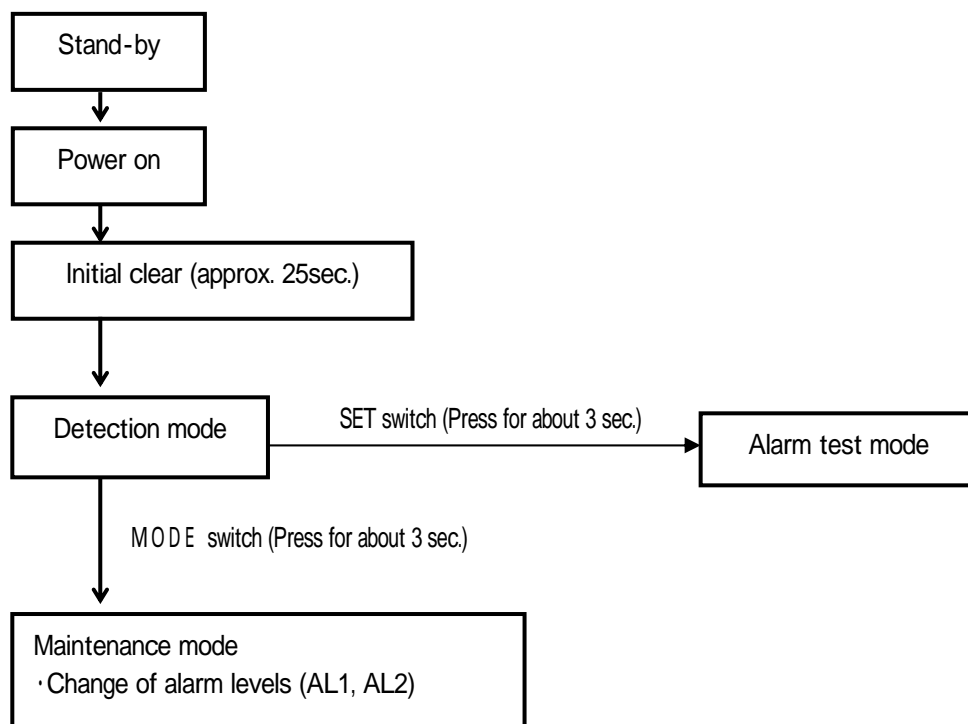 Stand-by
Power on
Initial clear (approx. 25sec.)
Detection mode
SET switch (Press for about 3 sec.)
Alarm test mode
MODE switch (Press for about 3 sec.)
Maintenance mode
·Change of alarm levels (AL1, AL2)